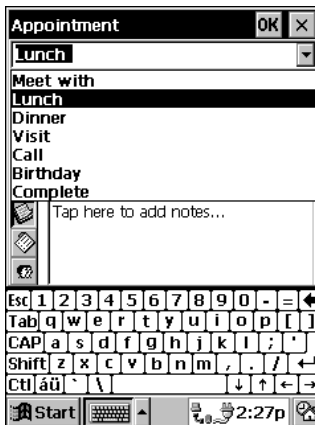 Appointment OK ×
Lunch
Meet with
Lunch
Dinner
Visit
Call
Birthday
Complete
Tap here to add notes...
Esc 1 2 3 4 5 6 7 8 9 0 - =
Tab q w e r t y u i o p [ ]
CAP a s d f g h j k l ; '
Shift z x c v b n m , . /
Ctl áü ` \
Start 2:27p